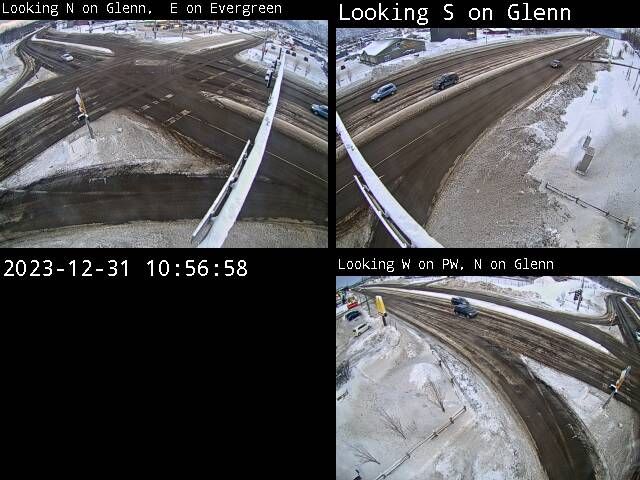 Looking N on Glenn,  E on Evergreen
Looking S on Glenn
2023-12-31 10:56:58
Looking W on PW, N on Glenn